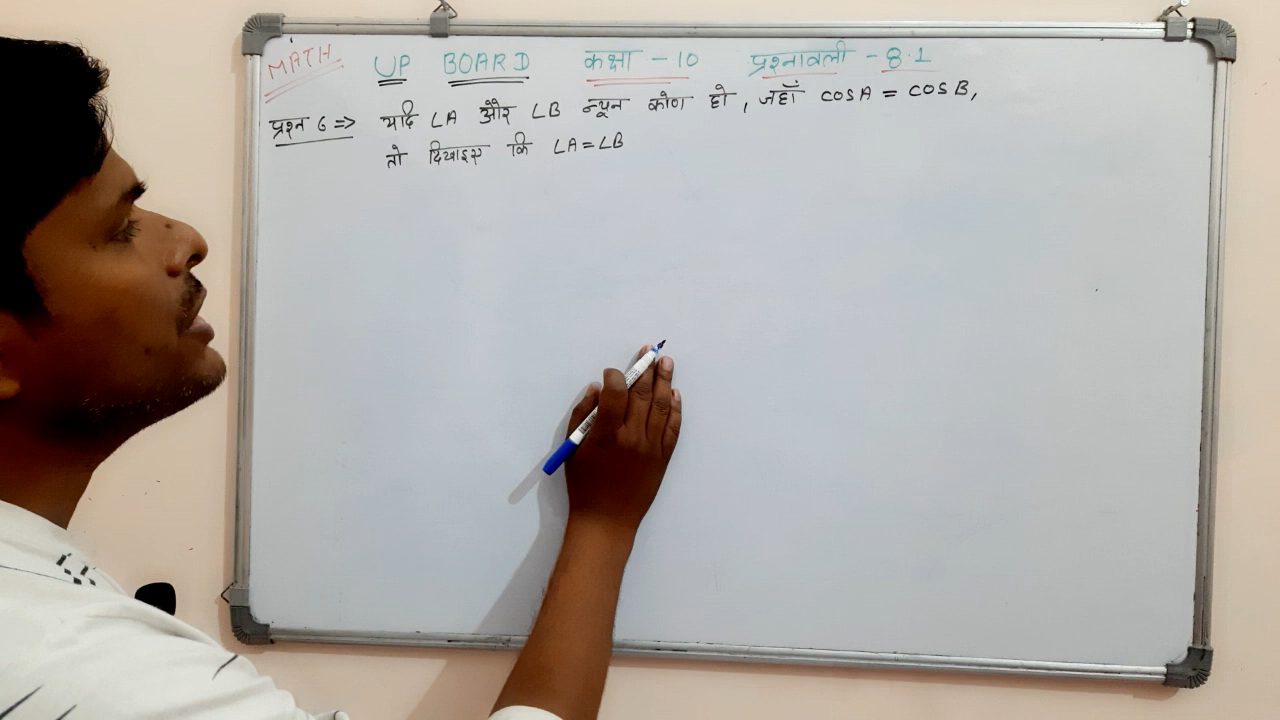 MATH UP BOARD कक्षा - 10 प्रश्नावली - 8.1
प्रश्न 6 => यदि ∠A और ∠B न्यून कोण हो, जहाँ COSA = COSB,
तो दिखाइए कि ∠A = ∠B